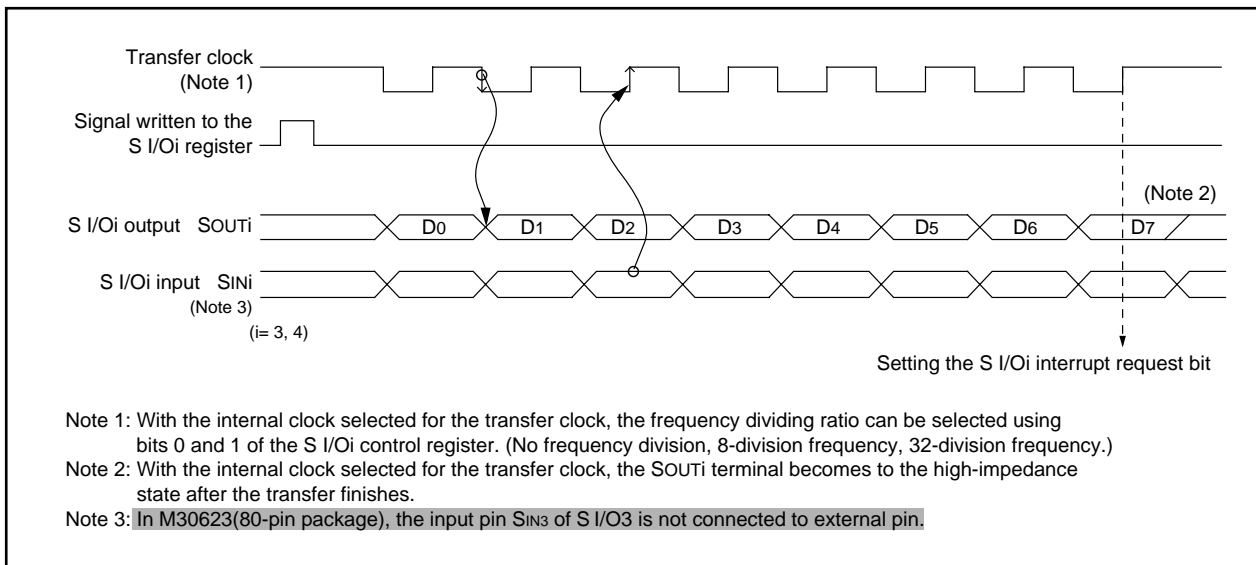 Transfer clock
(Note 1)
Signal written to the
S I/Oi register
(Note 2)
S I/Oi output SOUTi
D0 D1 D2 D3 D4 D5 D6 D7
S I/Oi input SINi
(Note 3)
(i= 3, 4)
Setting the S I/Oi interrupt request bit
Note 1: With the internal clock selected for the transfer clock, the frequency dividing ratio can be selected using
bits 0 and 1 of the S I/Oi control register. (No frequency division, 8-division frequency, 32-division frequency.)
Note 2: With the internal clock selected for the transfer clock, the SOUTi terminal becomes to the high-impedance
state after the transfer finishes.
Note 3: In M30623(80-pin package), the input pin SIN3 of S I/O3 is not connected to external pin.